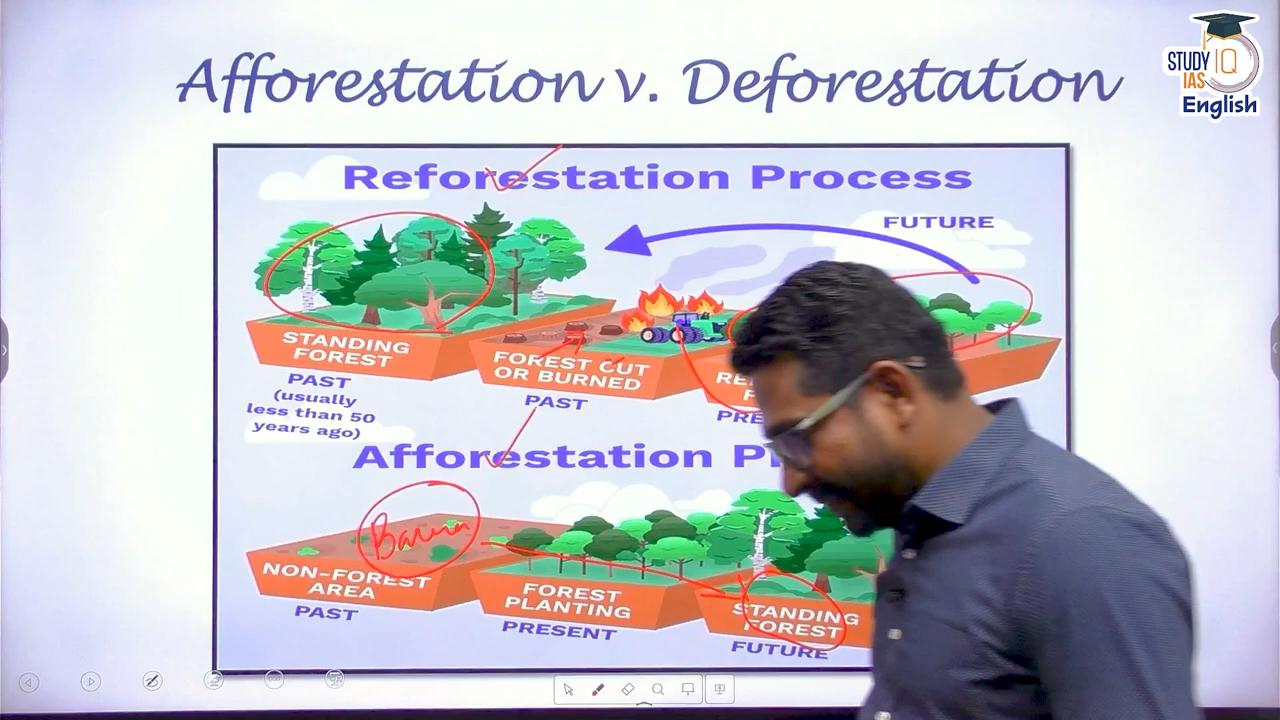 Afforestation v. Deforestation
STUDY IQ
IAS
English
Reforestation Process
FUTURE
STANDING
FOREST
PAST
(usually
less than 50
years ago)
FOREST CUT
OR BURNED
PAST
Afforestation
NON-FOREST
AREA
PAST
FOREST
PLANTING
PRESENT
STANDING
FOREST
FUTURE